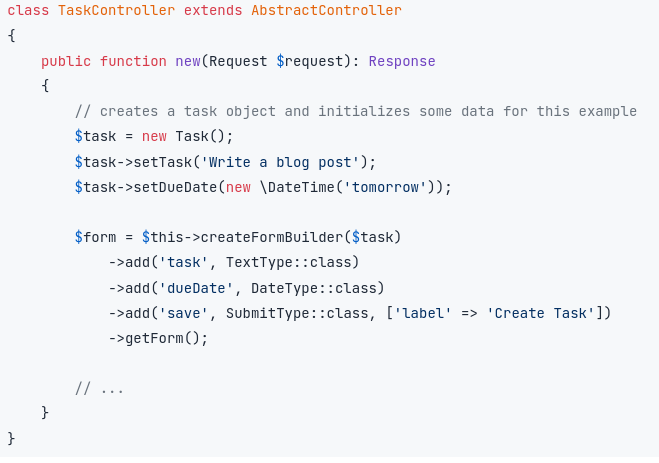 class TaskController extends AbstractController
{
    public function new(Request $request): Response
    {
        // creates a task object and initializes some data for this example
        $task = new Task();
        $task->setTask('Write a blog post');
        $task->setDueDate(new \DateTime('tomorrow'));

        $form = $this->createFormBuilder($task)
            ->add('task', TextType::class)
            ->add('dueDate', DateType::class)
            ->add('save', SubmitType::class, ['label' => 'Create Task'])
            ->getForm();

        // ...
    }
}